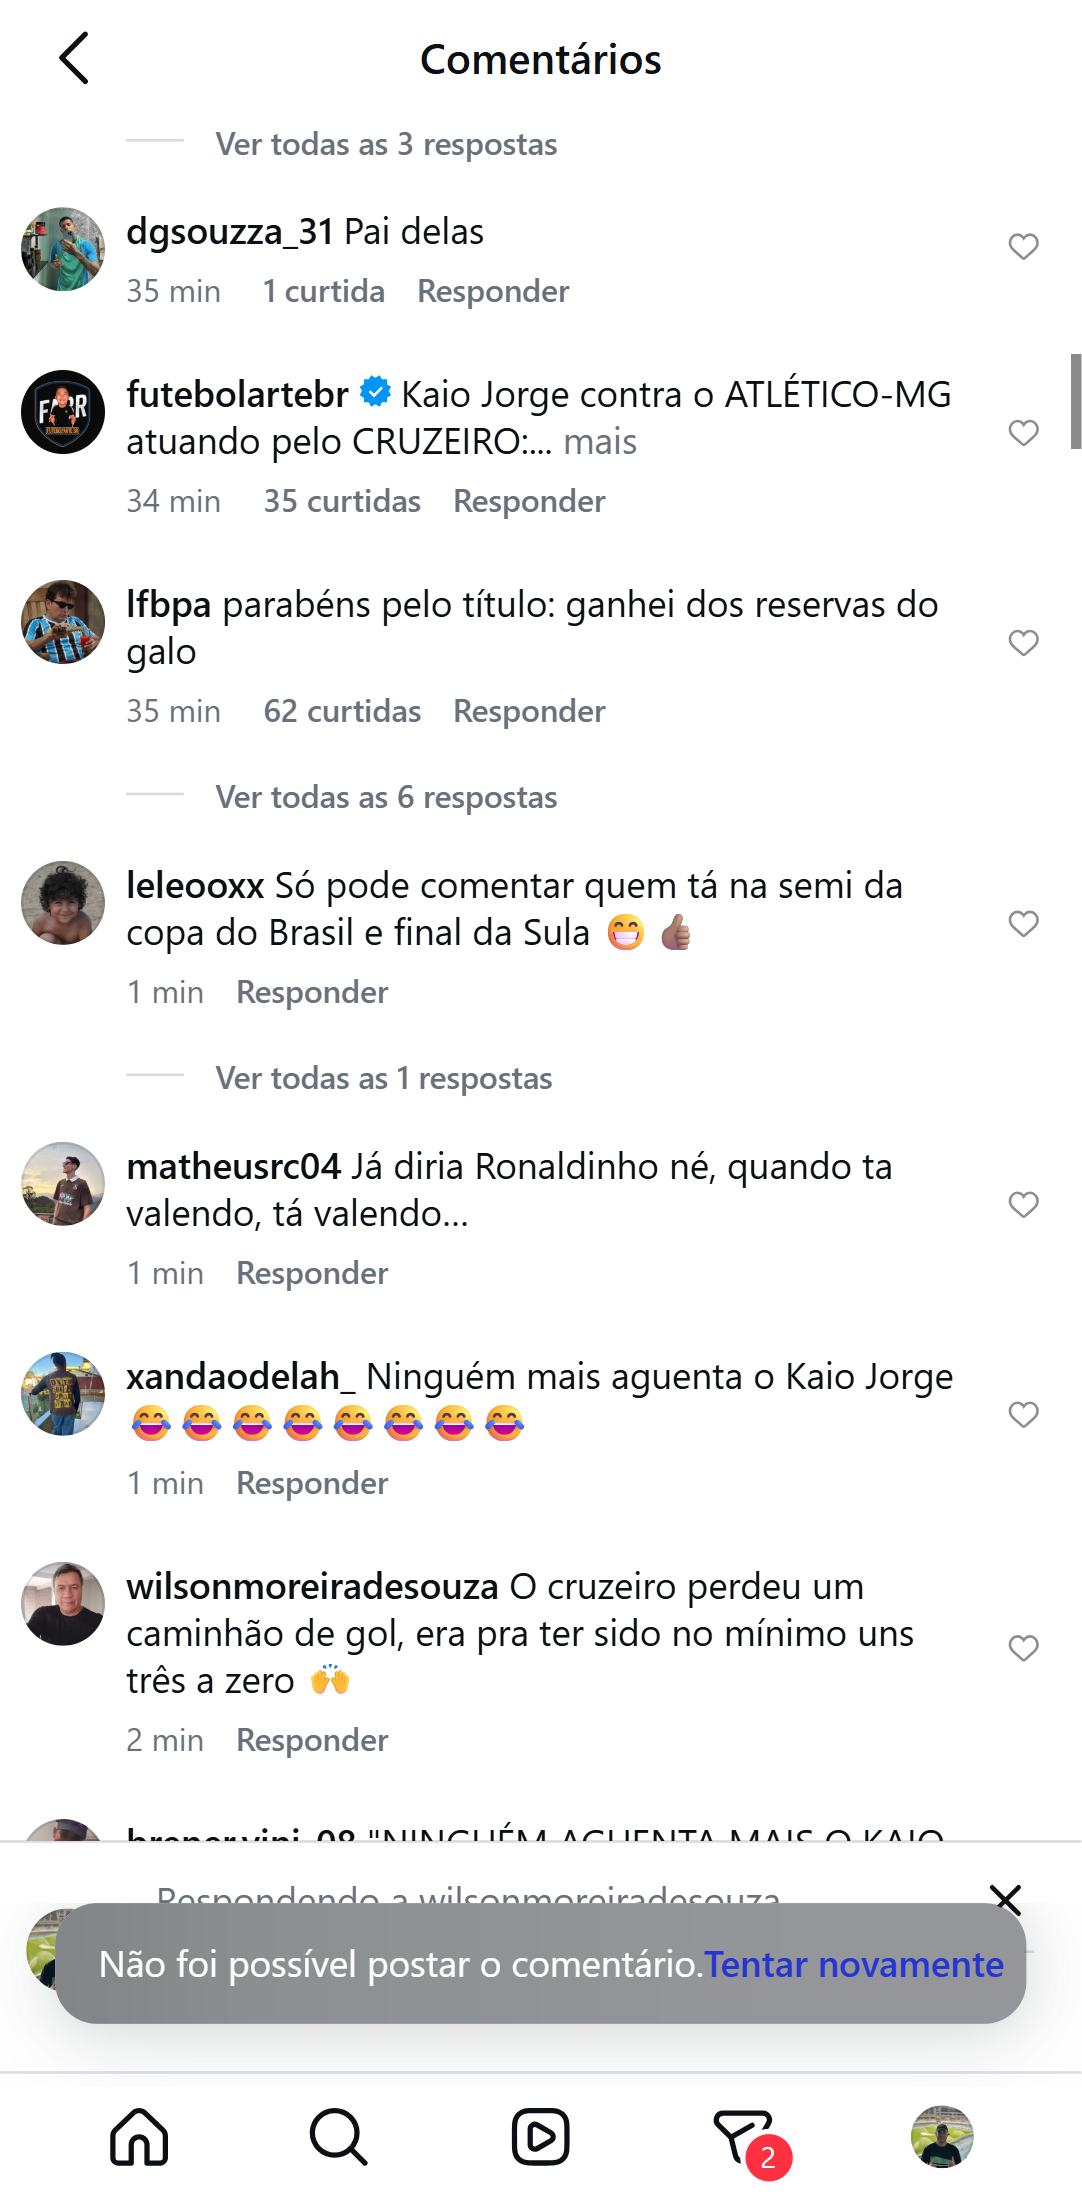 Comentários
Ver todas as 3 respostas
dgsouzza_31 Pai delas
35 min 1 curtida Responder
futebolartebr Kaio Jorge contra o ATLÉTICO-MG
atuando pelo CRUZEIRO:... mais
34 min 35 curtidas Responder
lfbpa parabéns pelo título: ganhei dos reservas do
galo
35 min 62 curtidas Responder
Ver todas as 6 respostas
leleooxx Só pode comentar quem tá na semi da
copa do Brasil e final da Sula 😁 👍🏾
1 min Responder
Ver todas as 1 respostas
matheusrc04 Já diria Ronaldinho né, quando ta
valendo, tá valendo...
1 min Responder
xandaodelah_ Ninguém mais aguenta o Kaio Jorge
😂😂😂😂😂😂😂😂
1 min Responder
wilsonmoreiradesouza O cruzeiro perdeu um
caminhão de gol, era pra ter sido no mínimo uns
três a zero 🙌
2 min Responder
"NINGUÉM AGUENTA MAIS O KAIO
Respondendo a wilsonmoreiradesouza
Não foi possível postar o comentário.Tentar novamente
2